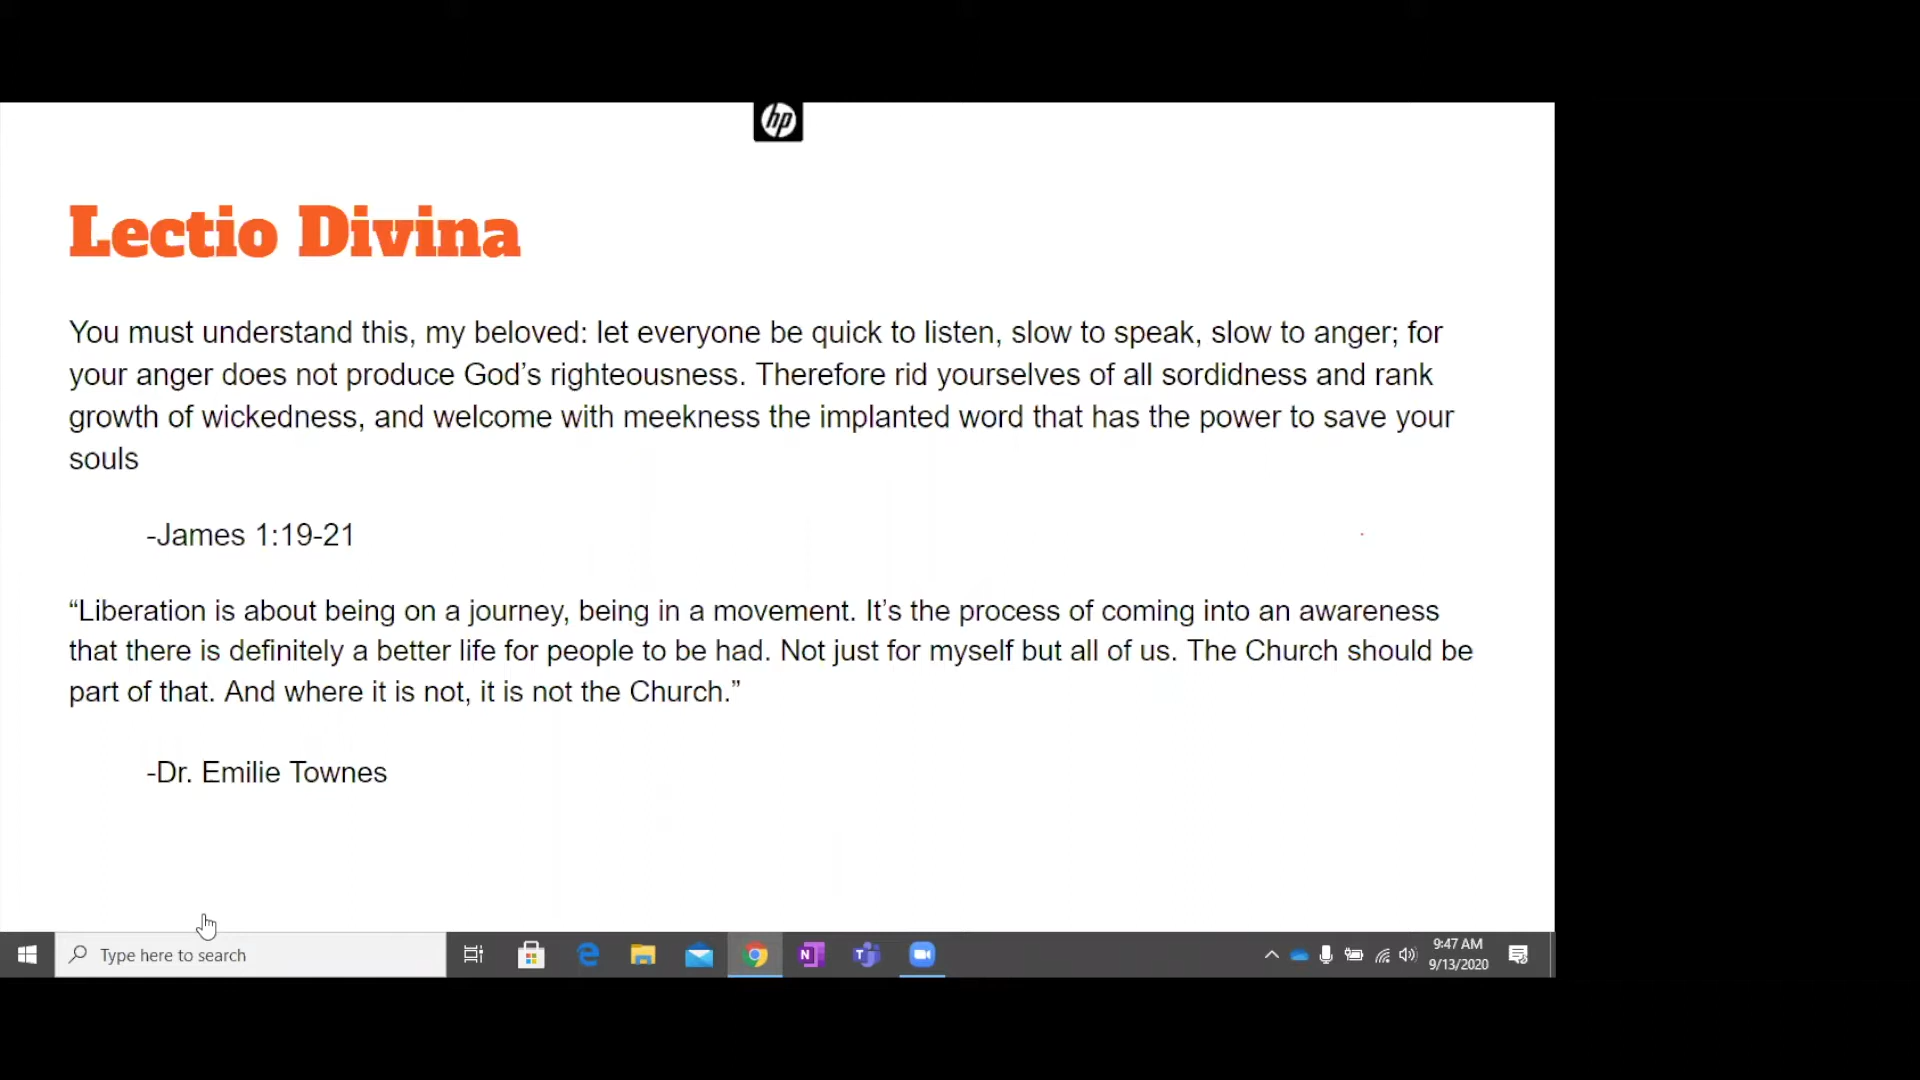 hp
Lectio Divina
You must understand this, my beloved: let everyone be quick to listen, slow to speak, slow to anger; for
your anger does not produce God’s righteousness. Therefore rid yourselves of all sordidness and rank
growth of wickedness, and welcome with meekness the implanted word that has the power to save your
souls
-James 1:19-21
“Liberation is about being on a journey, being in a movement. It’s the process of coming into an awareness
that there is definitely a better life for people to be had. Not just for myself but all of us. The Church should be
part of that. And where it is not, it is not the Church.”
-Dr. Emilie Townes
Type here to search
9:47 AM
9/13/2020